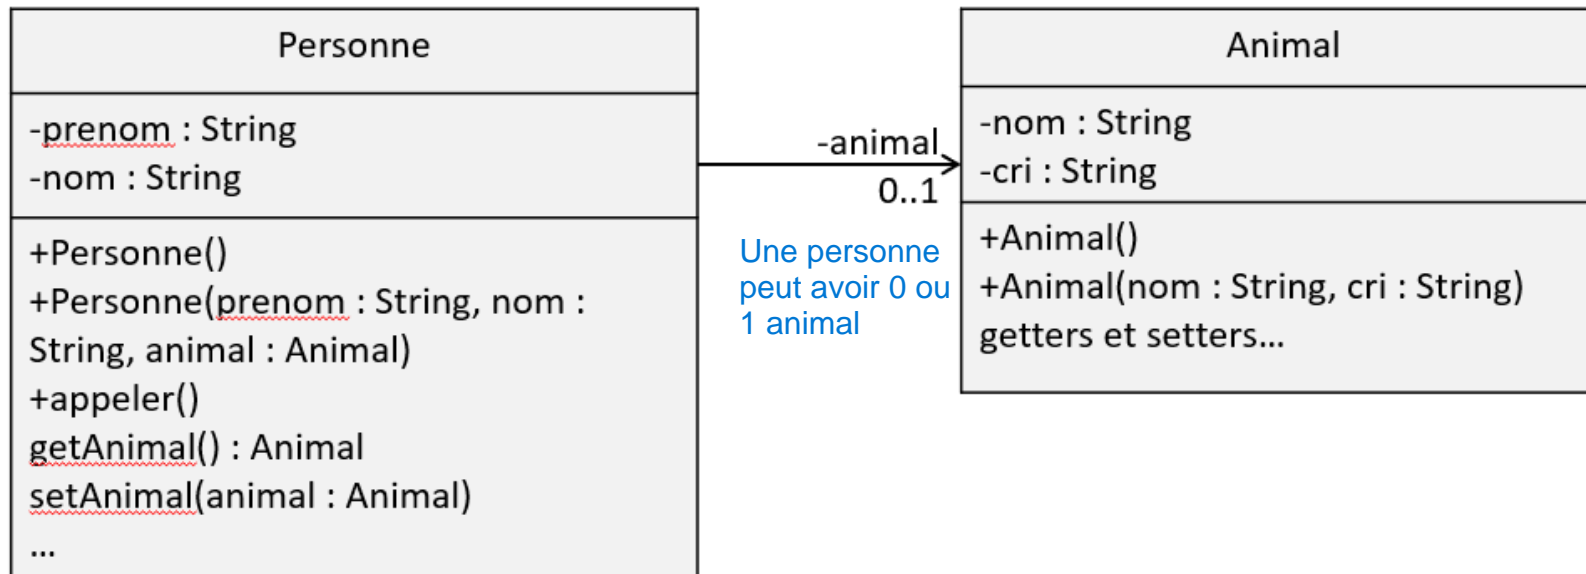 Personne
-prenom : String
-nom : String
+Personne()
+Personne(prenom : String, nom :
String, animal : Animal)
+appeler()
getAnimal() : Animal
setAnimal(animal : Animal)
...
-animal
0..1
Une personne
peut avoir 0 ou
1 animal
Animal
-nom : String
-cri : String
+Animal()
+Animal(nom : String, cri : String)
getters et setters...